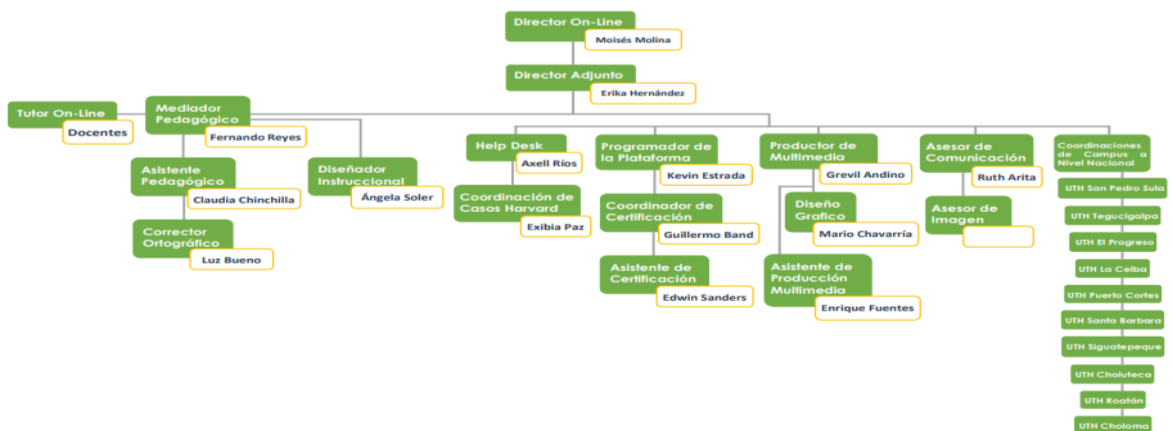 Director On-Line
Moisés Molina
Director Adjunto
Erika Hernández
Tutor On-Line
Docentes
Mediador
Pedagógico
Fernando Reyes
Asistente
Pedagógico
Claudia Chinchilla
Corrector
Ortográfico
Luz Bueno
Diseñador
Instruccional
Ángela Soler
Help Desk
Axell Ríos
Coordinación de
Casos Harvard
Exibia Paz
Programador de
la Plataforma
Kevin Estrada
Coordinador de
Certificación
Guillermo Band
Asistente de
Certificación
Edwin Sanders
Productor de
Multimedia
Grevil Andino
Diseño
Grafico
Mario Chavarría
Asistente de
Producción
Multimedia
Enrique Fuentes
Asesor de
Comunicación
Ruth Arita
Asesor de
Imagen
Coordinaciones
de Campus a
Nivel Nacional
UTH San Pedro Sula
UTH Tegucigalpa
UTH El Progreso
UTH La Ceiba
UTH Puerto Cortes
UTH Santa Barbara
UTH Siguatepeque
UTH Choluteca
UTH Roatán
UTH Choloma